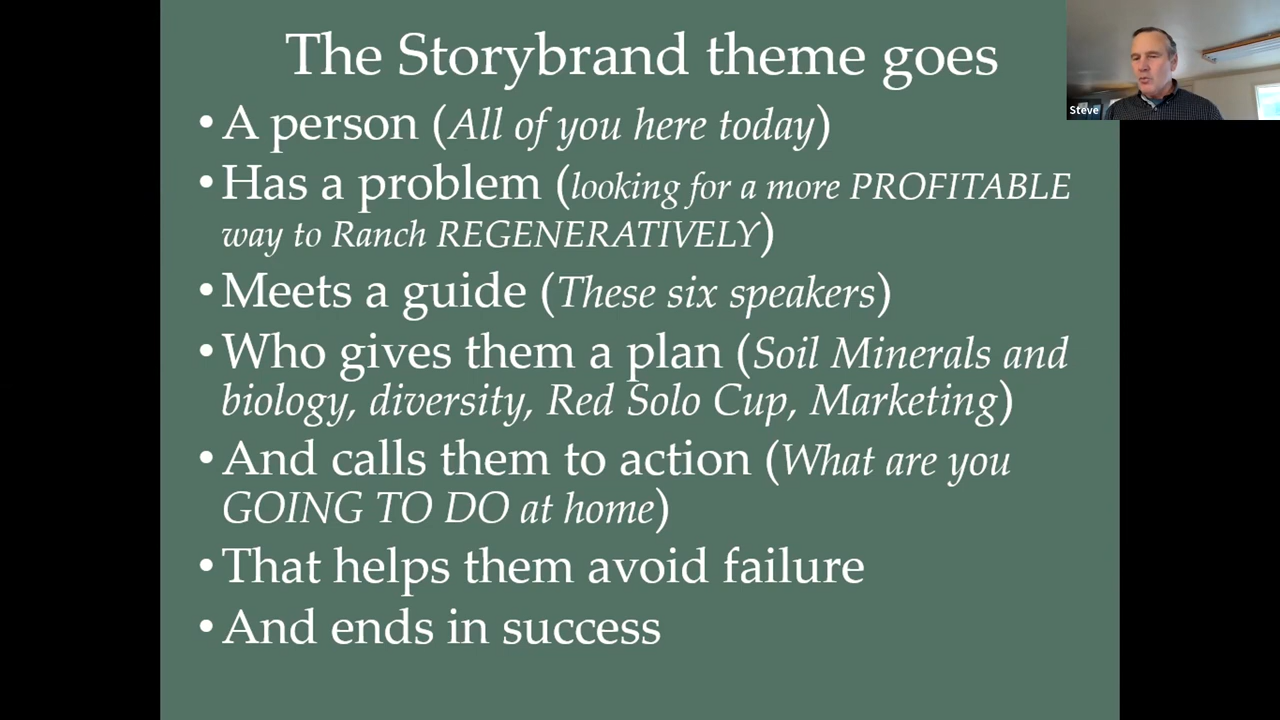 The Storybrand theme goes
• A person (All of you here today)
• Has a problem (looking for a more PROFITABLE
way to Ranch REGENERATIVELY)
• Meets a guide (These six speakers)
• Who gives them a plan (Soil Minerals and
biology, diversity, Red Solo Cup, Marketing)
• And calls them to action (What are you
GOING TO DO at home)
• That helps them avoid failure
• And ends in success
Steve